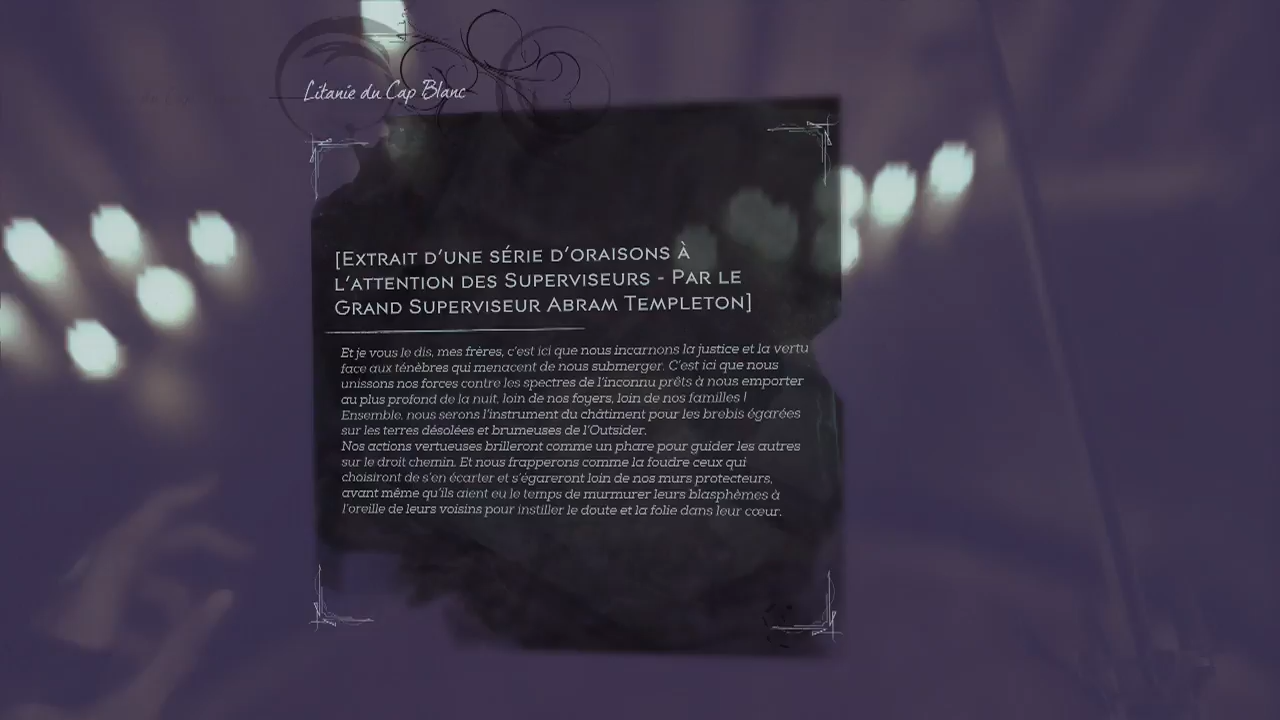 Litanie du Cap Blanc
[Extrait d'une série d'oraisons à
l'attention des Superviseurs - Par le
Grand Superviseur Abram Templeton]
Et je vous le dis, mes frères, c'est ici que nous incarnons la justice et la vertu
face aux ténèbres qui menacent de nous submerger. C'est ici que nous
unissons nos forces contre les spectres de l'inconnu prêts à nous emporter
au plus profond de la nuit, loin de nos foyers, loin de nos familles !
Ensemble, nous serons l'instrument du châtiment pour les brebis égarées
sur les terres désolées et brumeuses de l'Outsider.
Nos actions vertueuses brilleront comme un phare pour guider les autres
sur le droit chemin. Et nous frapperons comme la foudre ceux qui
choisiront de s'en écarter et s'égareront loin de nos murs protecteurs,
avant même qu'ils aient eu le temps de murmurer leurs blasphèmes à
l'oreille de leurs voisins pour instiller le doute et la folie dans leur cœur.